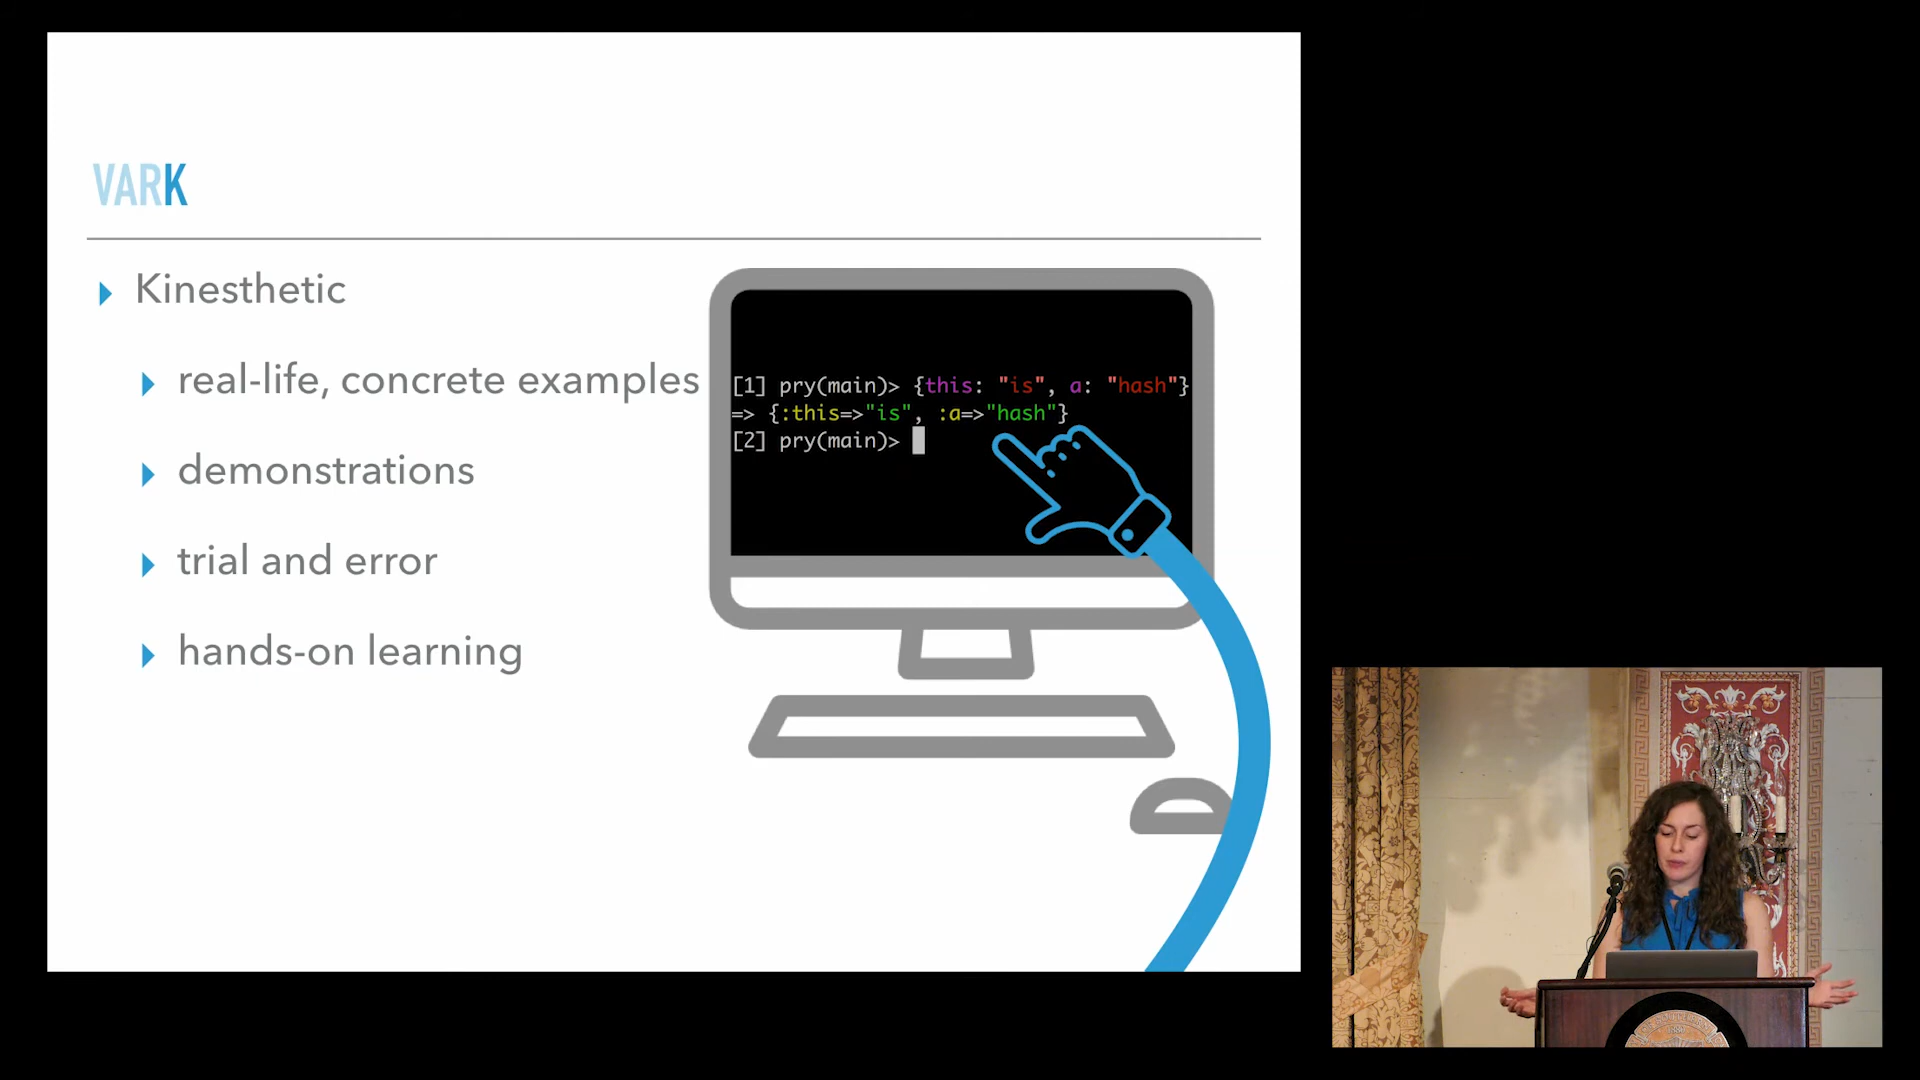 VARK
Kinesthetic
real-life, concrete examples
demonstrations
trial and error
hands-on learning
[1] pry(main)> {this: "is", a: "hash"}
=> {:this=>"is", :a=>"hash"}
[2] pry(main)>